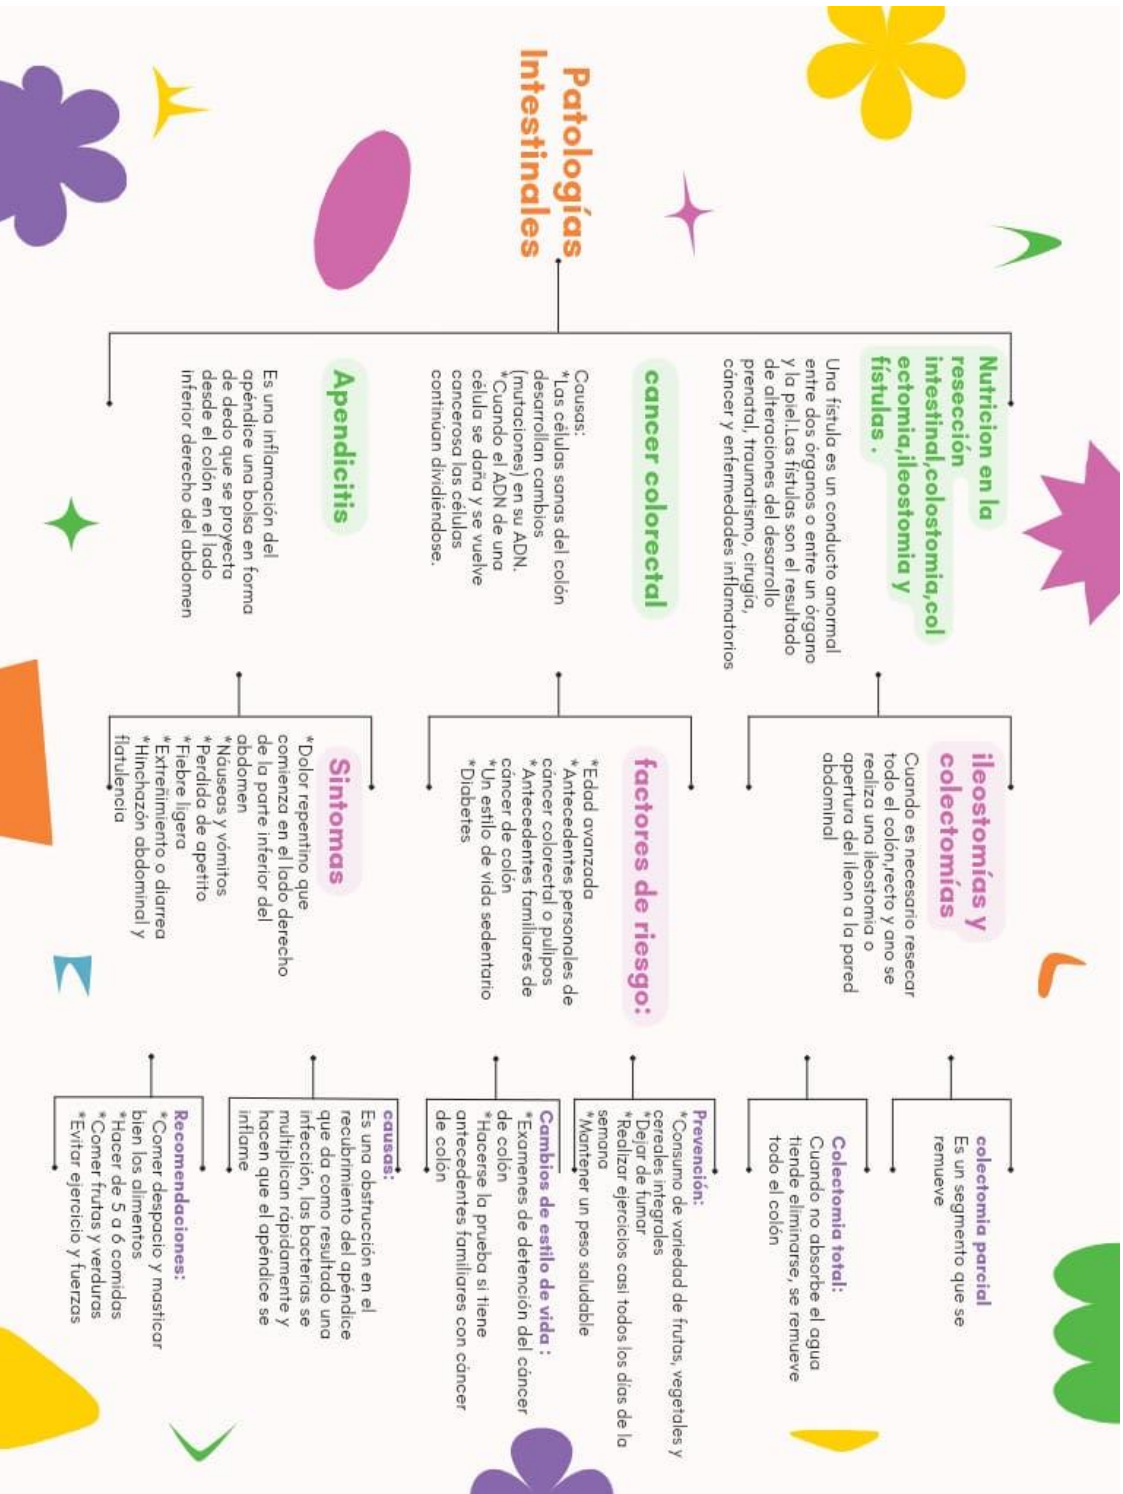 Patologías
Intestinales
Nutricion en la
resección
intestinal,colostomia,col
ectomia,ileostomia y
fístulas .
Una fístula es un conducto anormal
entre dos órganos o entre un órgano
y la piel.Las fístulas son el resultado
de alteraciones del desarrollo
prenatal, traumatismo, cirugía,
cáncer y enfermedades inflamatorios
ileostomías y
colectomías
Cuando es necesario resecar
todo el colón,recto y ano se
realiza una ileostomia o
apertura del ileon a la pared
abdominal
colectomia parcial
Es un segmento que se
remueve
Colectomia total:
Cuando no absorbe el agua
tiende eliminarse, se remueve
todo el colón
cancer colorectal
Causas:
*Las células sanas del colón
desarrollan cambios
(mutaciones) en su ADN.
*Cuando el ADN de una
célula se daña y se vuelve
cancerosa las células
continúan dividiéndose.
factores de riesgo:
*Edad avanzada
*Antecedentes personales de
cáncer colorectal o pulipos
*Antecedentes familiares de
cáncer de colón
*Un estilo de vida sedentario
*Diabetes
Prevención:
*Consumo de variedad de frutas, vegetales y
cereales integrales
*Dejar de fumar
*Realizar ejercicios casi todos los días de la
semana
*Mantener un peso saludable
Cambios de estilo de vida :
*Examenes de detención del cáncer
de colón
*Hacerse la prueba si tiene
antecedentes familiares con cáncer
de colón
Apendicitis
Es una inflamación del
apéndice una bolsa en forma
de dedo que se proyecta
desde el colón en el lado
inferior derecho del abdomen
Sintomas
*Dolor repentino que
comienza en el lado derecho
de la parte inferior del
abdomen
*Náuseas y vómitos
*Perdida de apetito
*Fiebre ligera
*Extreñimiento o diarrea
*Hinchazón abdominal y
flatulencia
causas:
Es una obstrucción en el
recubrimiento del apéndice
que da como resultado una
infección, las bacterias se
multiplican rápidamente y
hacen que el apéndice se
inflame
Recomendaciones:
*Comer despacio y masticar
bien los alimentos
*Hacer de 5 a 6 comidas
*Comer frutas y verduras
*Evitar ejercicio y fuerzas